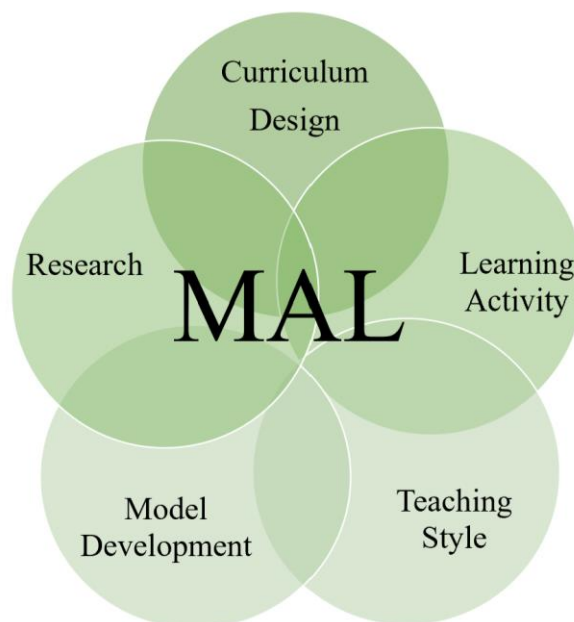 Curriculum
Design
Research
MAL
Learning
Activity
Model
Development
Teaching
Style